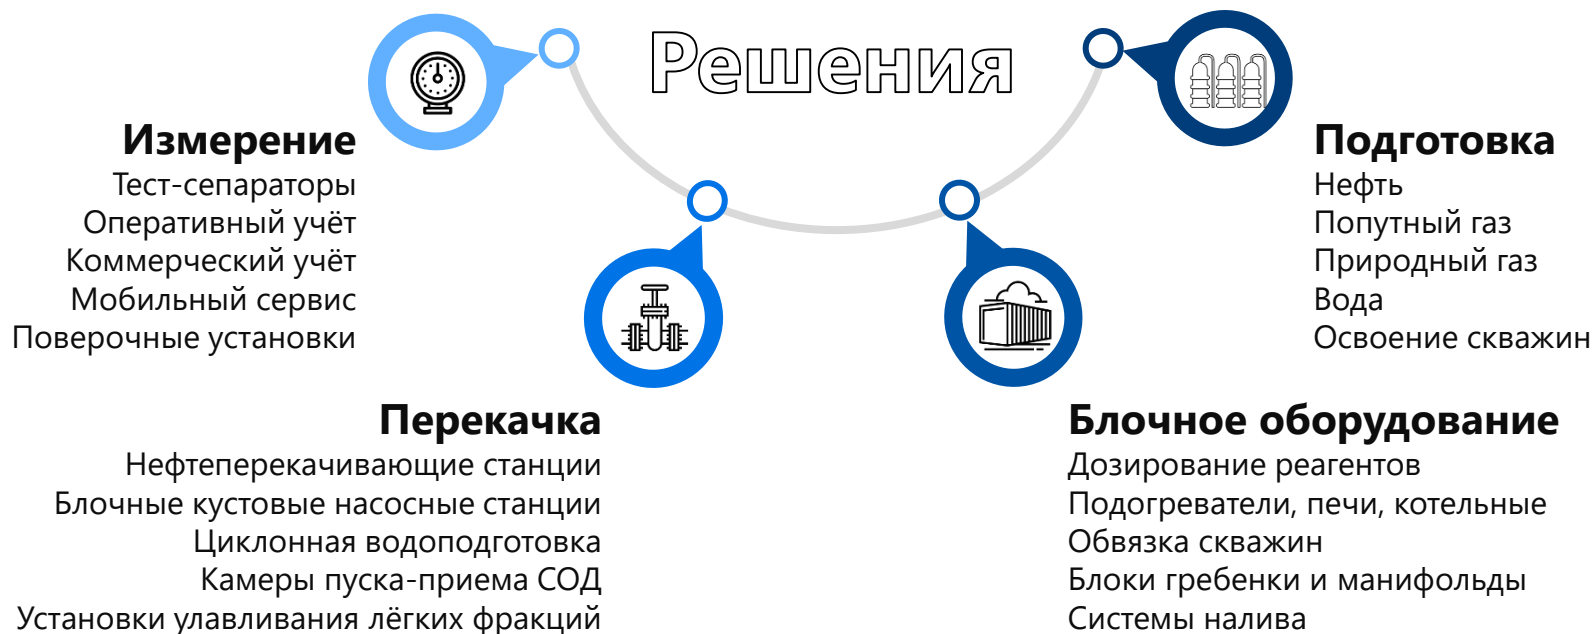 Решения
Измерение
Тест-сепараторы
Оперативный учёт
Коммерческий учёт
Мобильный сервис
Поверочные установки
Перекачка
Нефтеперекачивающие станции
Блочные кустовые насосные станции
Циклонная водоподготовка
Камеры пуска-приема СОД
Установки улавливания лёгких фракций
Блочное оборудование
Дозирование реагентов
Подогреватели, печи, котельные
Обвязка скважин
Блоки гребенки и манифольды
Системы налива
Подготовка
Нефть
Попутный газ
Природный газ
Вода
Освоение скважин